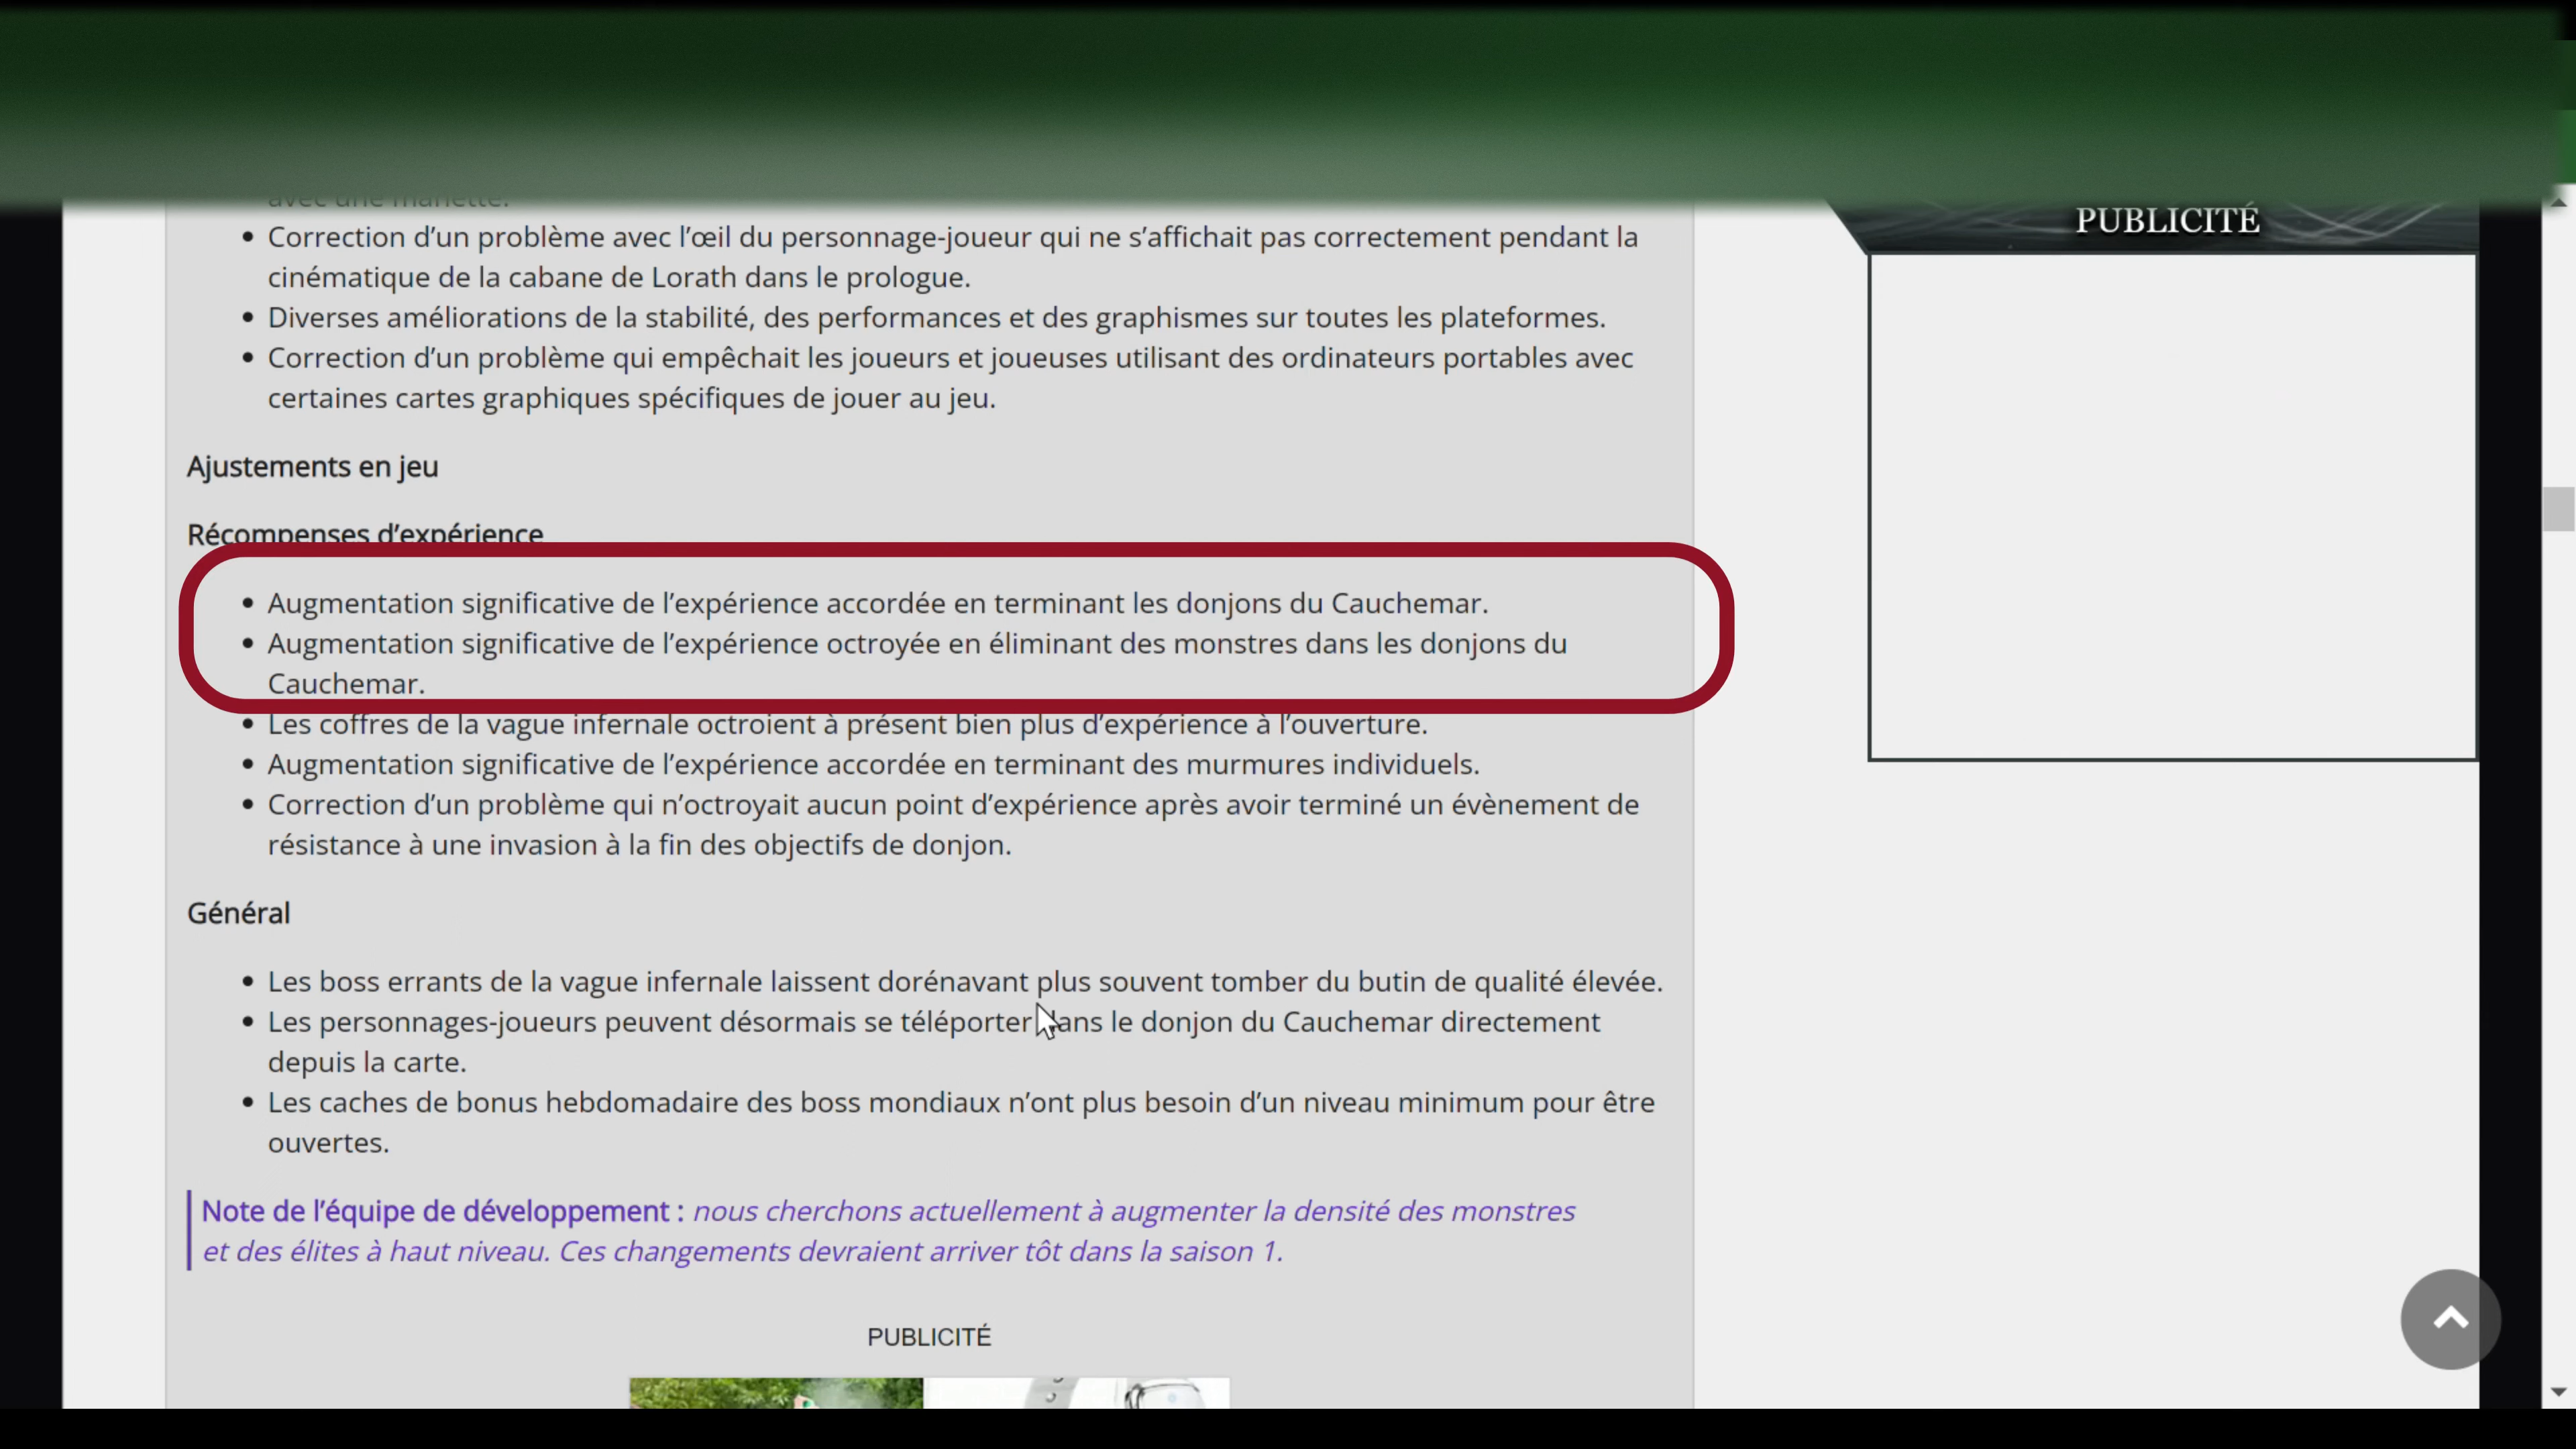 avec une manette.
PUBLICITÉ
• Correction d’un problème avec l’œil du personnage-joueur qui ne s’affichait pas correctement pendant la
cinématique de la cabane de Lorath dans le prologue.
• Diverses améliorations de la stabilité, des performances et des graphismes sur toutes les plateformes.
• Correction d’un problème qui empêchait les joueurs et joueuses utilisant des ordinateurs portables avec
certaines cartes graphiques spécifiques de jouer au jeu.
Ajustements en jeu
Récompenses d’expérience
• Augmentation significative de l’expérience accordée en terminant les donjons du Cauchemar.
• Augmentation significative de l’expérience octroyée en éliminant des monstres dans les donjons du
Cauchemar.
• Les coffres de la vague infernale octroient à présent bien plus d’expérience à l’ouverture.
• Augmentation significative de l’expérience accordée en terminant des murmures individuels.
• Correction d’un problème qui n’octroyait aucun point d’expérience après avoir terminé un évènement de
résistance à une invasion à la fin des objectifs de donjon.
Général
• Les boss errants de la vague infernale laissent dorénavant plus souvent tomber du butin de qualité élevée.
• Les personnages-joueurs peuvent désormais se téléporter dans le donjon du Cauchemar directement
depuis la carte.
• Les caches de bonus hebdomadaire des boss mondiaux n’ont plus besoin d’un niveau minimum pour être
ouvertes.
Note de l’équipe de développement : nous cherchons actuellement à augmenter la densité des monstres
et des élites à haut niveau. Ces changements devraient arriver tôt dans la saison 1.
PUBLICITÉ